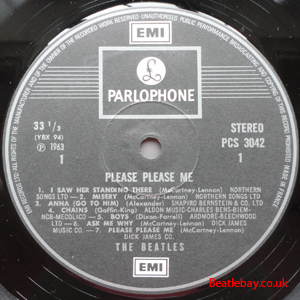 EMI
PARLOPHONE
33 1/3
(YEX 94)
℗ 1963
1
STEREO
PCS 3042
1
PLEASE PLEASE ME
1. I SAW HER STANDING THERE (McCartney-Lennon) NORTHERN
SONGS LTD — 2. MISERY (McCartney-Lennon) NORTHERN SONGS LTD
3. ANNA (GO TO HIM) (Alexander) SHAPIRO BERNSTEIN & CO. LTD
4. CHAINS (Goffin-King) ALDON MUSIC-CHARLES BENS-BIEM-
NCB-MECOLICO — 5. BOYS (Dixon-Farrell) ARDMORE-BEECHWOOD
LTD — 6. ASK ME WHY (McCartney-Lennon) DICK JAMES
MUSIC CO. — 7. PLEASE PLEASE ME (McCartney-Lennon)
DICK JAMES CO.
THE BEATLES
EMI
Beatlebay.co.uk